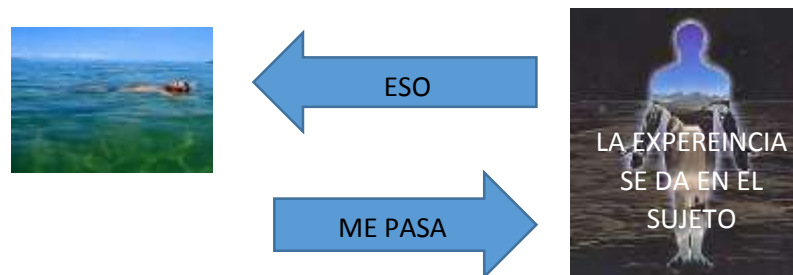 ESO
LA EXPEREINCIA
SE DA EN EL
SUJETO
ME PASA